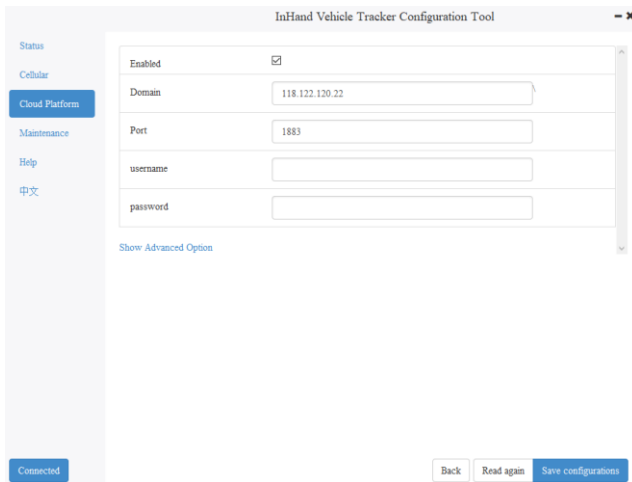 InHand Vehicle Tracker Configuration Tool
Status
Cellular
Cloud Platform
Maintenance
Help
中文
Enabled
Domain 118.122.120.22 \
Port 1883
username
password
Show Advanced Option
Connected
Back Read again Save configurations